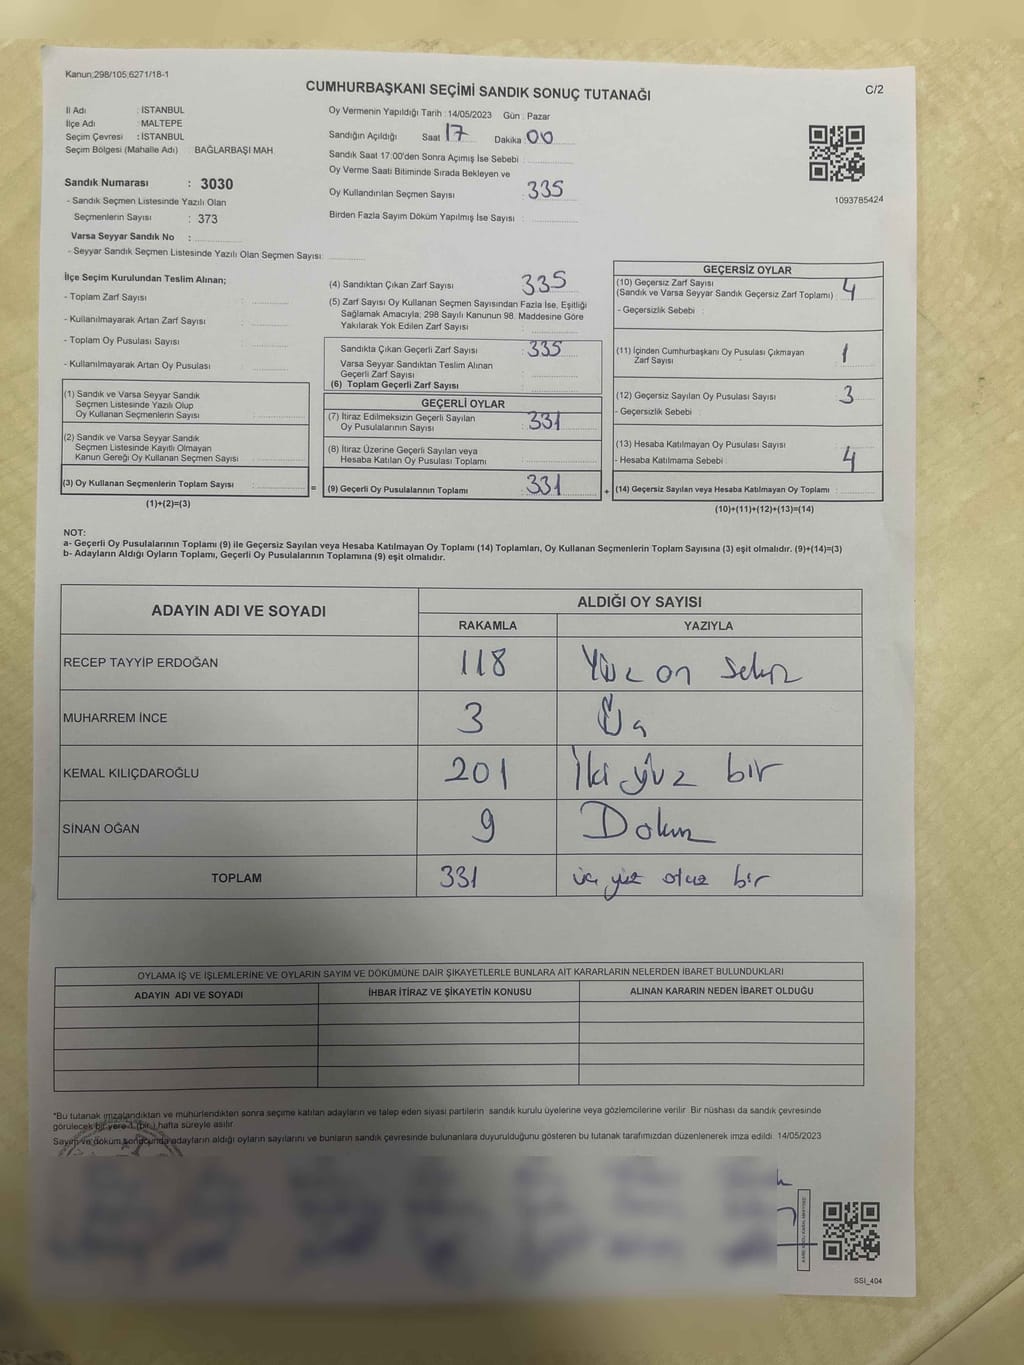 Kanun;298/105,6271/18-1
CUMHURBAŞKANI SEÇİMİ SANDIK SONUÇ TUTANAĞI
C/2
İl Adı : İSTANBUL
İlçe Adı : MALTEPE
Seçim Çevresi : İSTANBUL
Seçim Bölgesi (Mahalle Adı) : BAĞLARBAŞI MAH.
Oy Vermenin Yapıldığı Tarih : 14/05/2023 Gün : Pazar
Sandığın Açıldığı Saat 17 Dakika 00
Sandık Saat 17:00'den Sonra Açımış İse Sebebi :
Oy Verme Saati Bitiminde Sırada Bekleyen ve
Oy Kullandırılan Seçmen Sayısı : 335
Birden Fazla Sayım Döküm Yapılmış İse Sayısı :
1093785424
Sandık Numarası : 3030
- Sandık Seçmen Listesinde Yazılı Olan
Seçmenlerin Sayısı : 373
Varsa Seyyar Sandık No :
- Seyyar Sandık Seçmen Listesinde Yazılı Olan Seçmen Sayısı:
İlçe Seçim Kurulundan Teslim Alınan;
- Toplam Zarf Sayısı :
- Kullanılmayarak Artan Zarf Sayısı :
- Toplam Oy Pusulası Sayısı :
- Kullanılmayarak Artan Oy Pusulası :
(1) Sandık ve Varsa Seyyar Sandık
Seçmen Listesinde Yazılı Olup
Oy Kullanan Seçmenlerin Sayısı :
(2) Sandık ve Varsa Seyyar Sandık
Seçmen Listesinde Kayıtlı Olmayan
Kanun Gereği Oy Kullanan Seçmen Sayısı :
(3) Oy Kullanan Seçmenlerin Toplam Sayısı :
(1)+(2)=(3)
=
(4) Sandıktan Çıkan Zarf Sayısı : 335
(5) Zarf Sayısı Oy Kullanan Seçmen Sayısından Fazla İse, Eşitliği
Sağlamak Amacıyla; 298 Sayılı Kanunun 98. Maddesine Göre
Yakılarak Yok Edilen Zarf Sayısı :
Sandıkta Çıkan Geçerli Zarf Sayısı : 335
Varsa Seyyar Sandıktan Teslim Alınan
Geçerli Zarf Sayısı :
(6) Toplam Geçerli Zarf Sayısı :
GEÇERLİ OYLAR
(7) İtiraz Edilmeksizin Geçerli Sayılan
Oy Pusulalarının Sayısı : 331
(8) İtiraz Üzerine Geçerli Sayılan veya
Hesaba Katılan Oy Pusulası Toplamı :
(9) Geçerli Oy Pusulalarının Toplamı : 331
+
GEÇERSİZ OYLAR
(10) Geçersiz Zarf Sayısı
(Sandık ve Varsa Seyyar Sandık Geçersiz Zarf Toplamı) : 4
- Geçersizlik Sebebi :
(11) İçinden Cumhurbaşkanı Oy Pusulası Çıkmayan
Zarf Sayısı : 1
(12) Geçersiz Sayılan Oy Pusulası Sayısı : 3
- Geçersizlik Sebebi :
(13) Hesaba Katılmayan Oy Pusulası Sayısı :
- Hesaba Katılmama Sebebi : 4
(14) Geçersiz Sayılan veya Hesaba Katılmayan Oy Toplamı :
(10)+(11)+(12)+(13)=(14)
NOT:
a- Geçerli Oy Pusulalarının Toplamı (9) ile Geçersiz Sayılan veya Hesaba Katılmayan Oy Toplamı (14) Toplamları, Oy Kullanan Seçmenlerin Toplam Sayısına (3) eşit olmalıdır. (9)+(14)=(3)
b- Adayların Aldığı Oyların Toplamı, Geçerli Oy Pusulalarının Toplamına (9) eşit olmalıdır.
ADAYIN ADI VE SOYADI ALDIĞI OY SAYISI
RAKAMLA YAZIYLA
RECEP TAYYİP ERDOĞAN 118 Yüz on sekiz
MUHARREM İNCE 3 Üç
KEMAL KILIÇDAROĞLU 201 İki yüz bir
SİNAN OĞAN 9 Dokuz
TOPLAM 331 üç yüz otuz bir
OYLAMA İŞ VE İŞLEMLERİNE VE OYLARIN SAYIM VE DÖKÜMÜNE DAİR ŞİKAYETLERLE BUNLARA AİT KARARLARIN NELERDEN İBARET BULUNDUKLARI
ADAYIN ADI VE SOYADI İHBAR İTİRAZ VE ŞİKAYETİN KONUSU ALINAN KARARIN NEDEN İBARET OLDUĞU
*Bu tutanak imzalandıktan ve mühürlendikten sonra seçime katılan adayların ve talep eden siyasi partilerin sandık kurulu üyelerine veya gözlemcilerine verilir. Bir nüshası da sandık çevresinde
görülecek bir yere 1 (bir) hafta süreyle asılır.
Sayım ve döküm sonucunda adayların aldığı oyların sayılarını ve bunların sandık çevresinde bulunanlara duyurulduğunu gösteren bu tutanak tarafımızdan düzenlenerek imza edildi. 14/05/2023
SSI_404